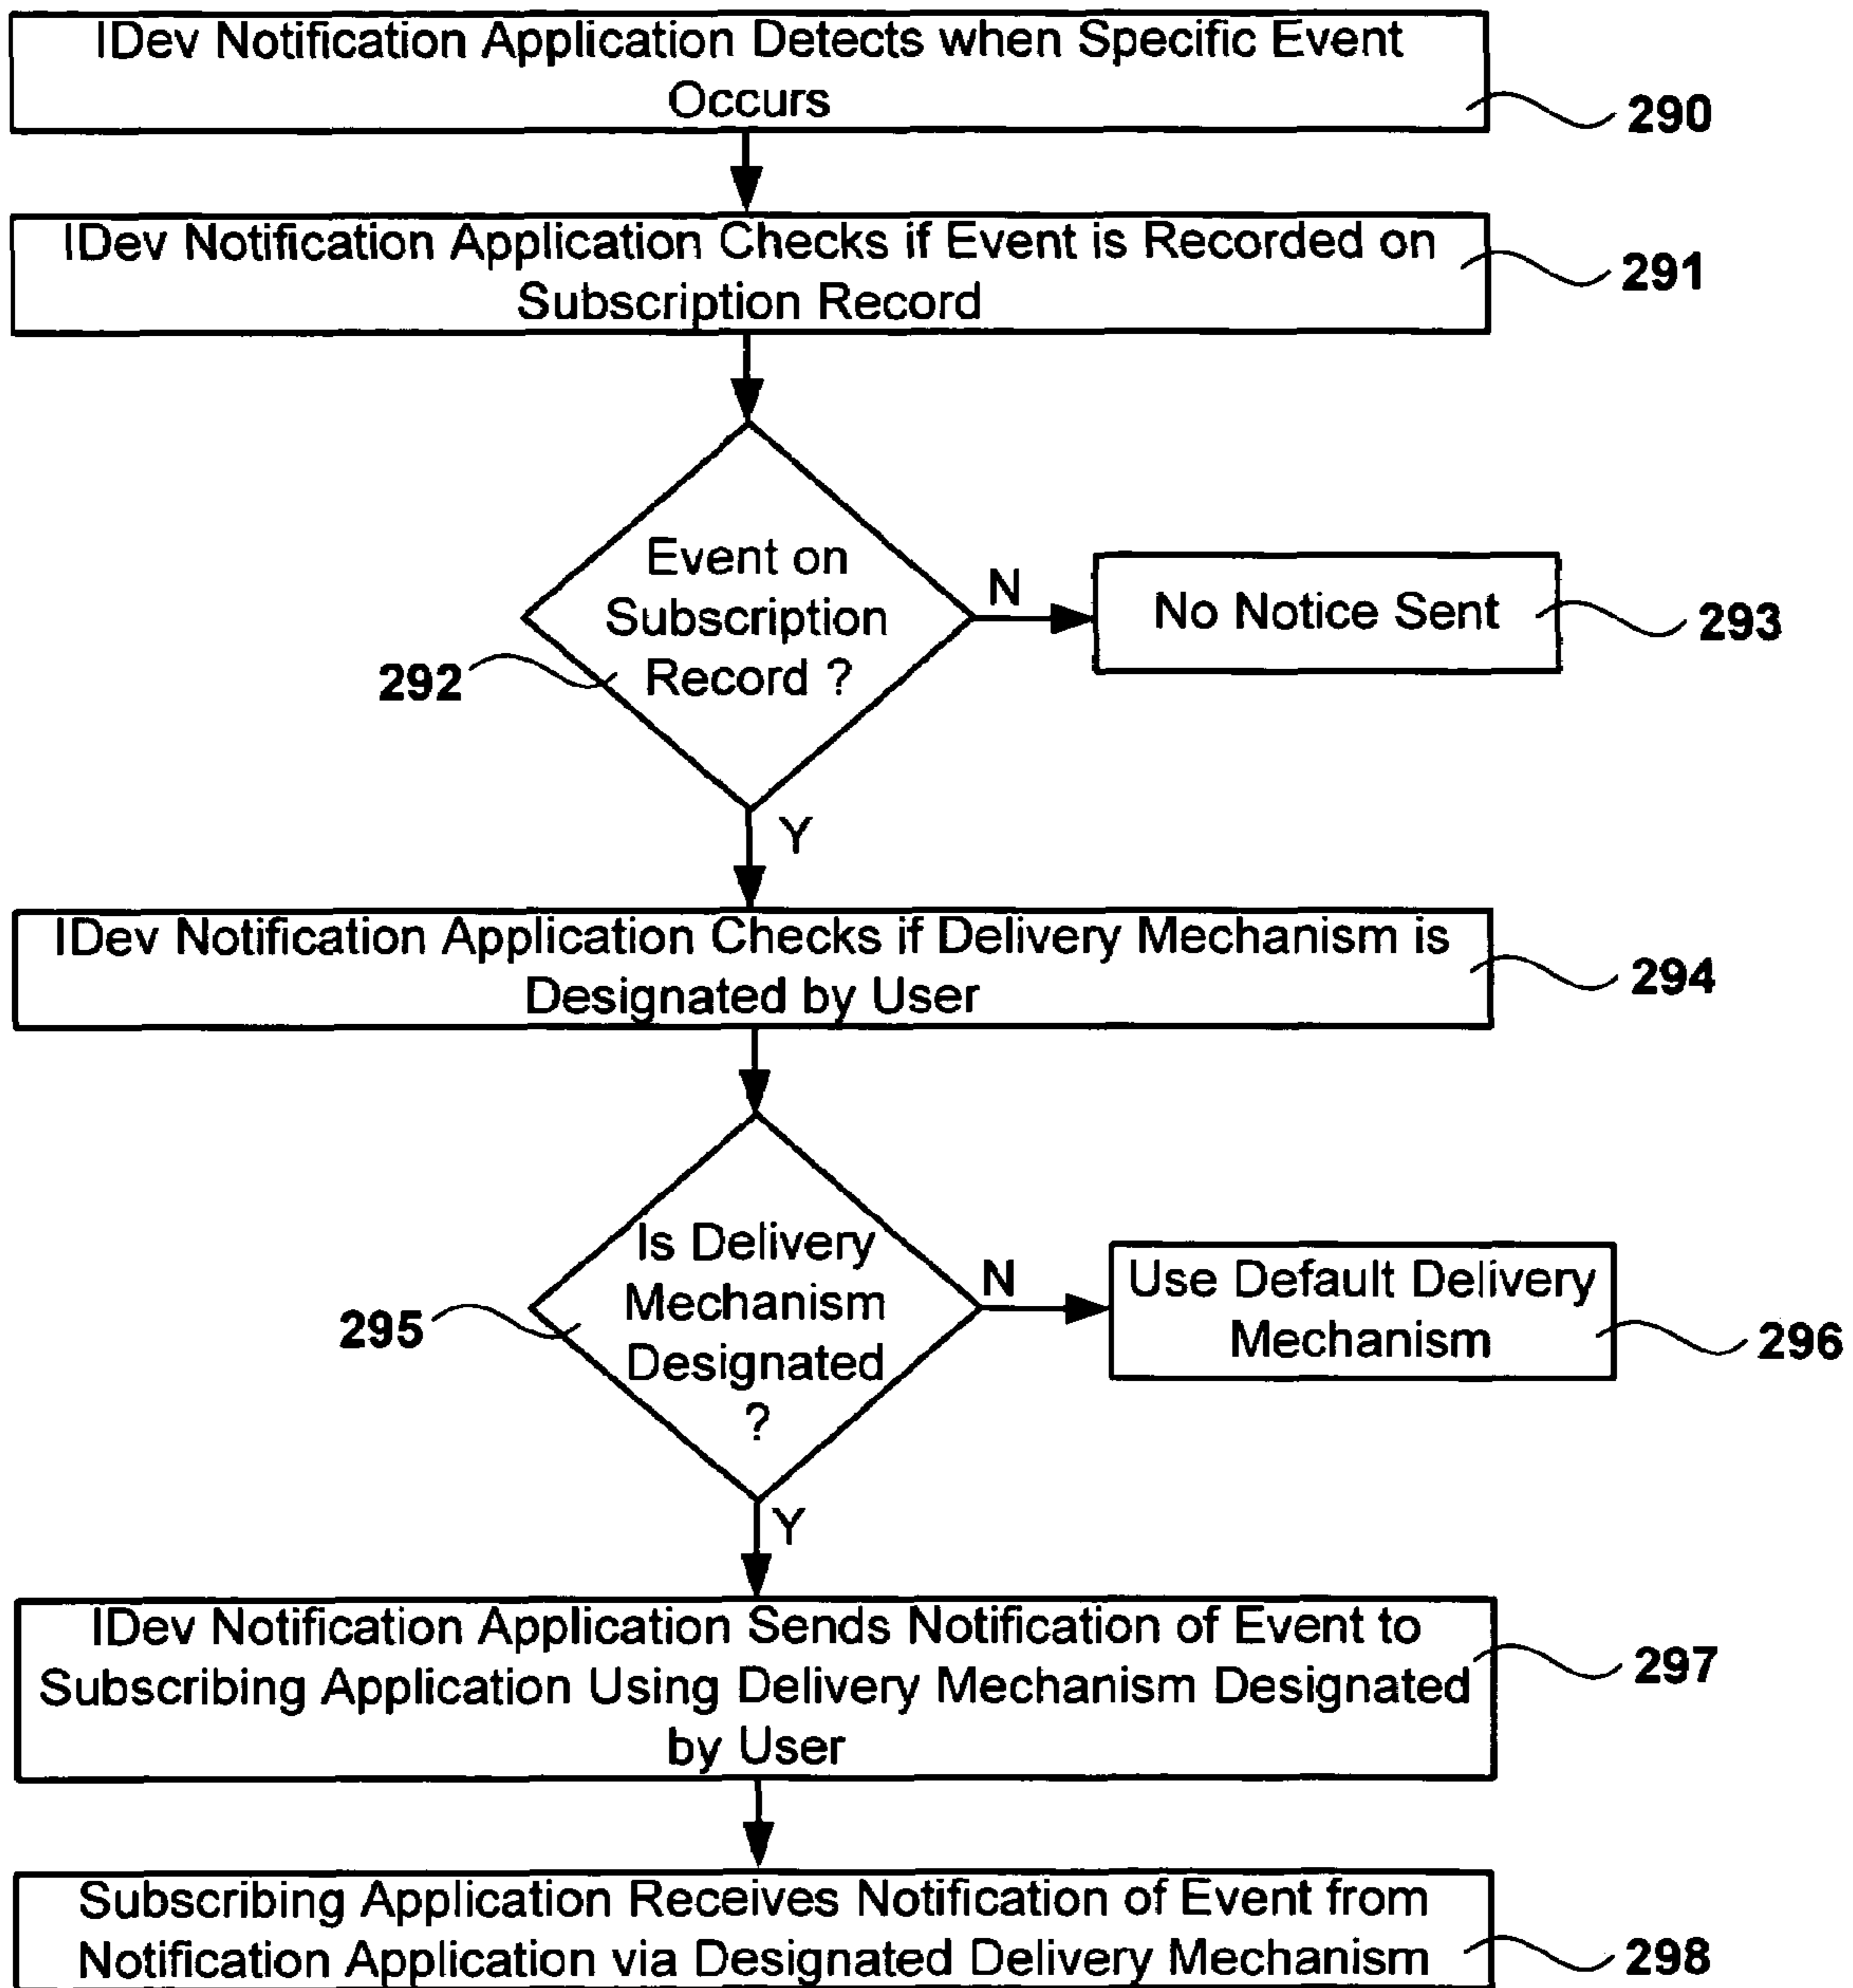 IDev Notification Application Detects when Specific Event
Occurs
290
IDev Notification Application Checks if Event is Recorded on
Subscription Record
291
Event on
Subscription
Record ?
292
N
No Notice Sent
293
Y
IDev Notification Application Checks if Delivery Mechanism is
Designated by User
294
Is Delivery
Mechanism
Designated
?
295
N
Use Default Delivery
Mechanism
296
Y
IDev Notification Application Sends Notification of Event to
Subscribing Application Using Delivery Mechanism Designated
by User
297
Subscribing Application Receives Notification of Event from
Notification Application via Designated Delivery Mechanism
298